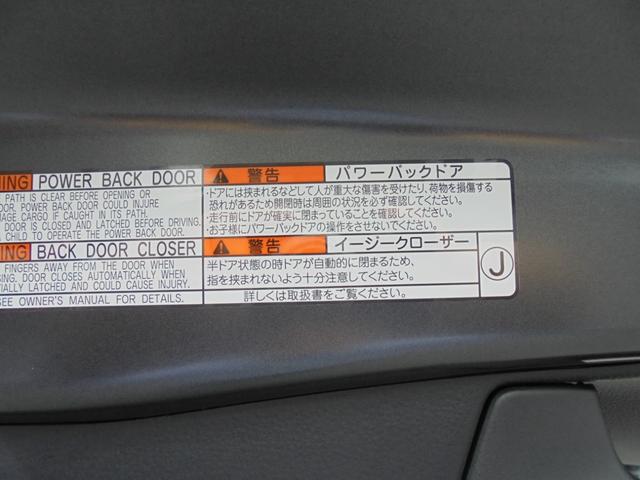 NING POWER BACK DOOR
PATH IS CLEAR BEFORE OPENING OR
DOOR. POWER BACK DOOR COULD INJURE
MAGE CARGO IF CAUGHT IN ITS PATH.
DOOR IS CLOSED AND LATCHED BEFORE DRIVING.
A CHILD TO OPERATE THE POWER BACK DOOR.
NING BACK DOOR CLOSER
FINGERS AWAY FROM THE DOOR WHEN
SING. DOOR CLOSES AUTOMATICALLY WHEN
TIALLY LATCHED AND COULD CAUSE INJURY.
SEE OWNER'S MANUAL FOR DETAILS.
警告 パワーバックドア
・ドアには挟まれるなどして人が重大な傷害を受けたり、荷物を損傷する
恐れがあるため開閉時は周囲の状況を必ず確認してください。
・走行前にドアが確実に閉まっていることを確認してください。
・お子様にパワーバックドアの操作をさせないでください。
警告 イージークローザー
半ドア状態の時ドアが自動的に閉まるため、
指を挟まれないよう十分注意してください。
詳しくは取扱書をご覧ください。
J